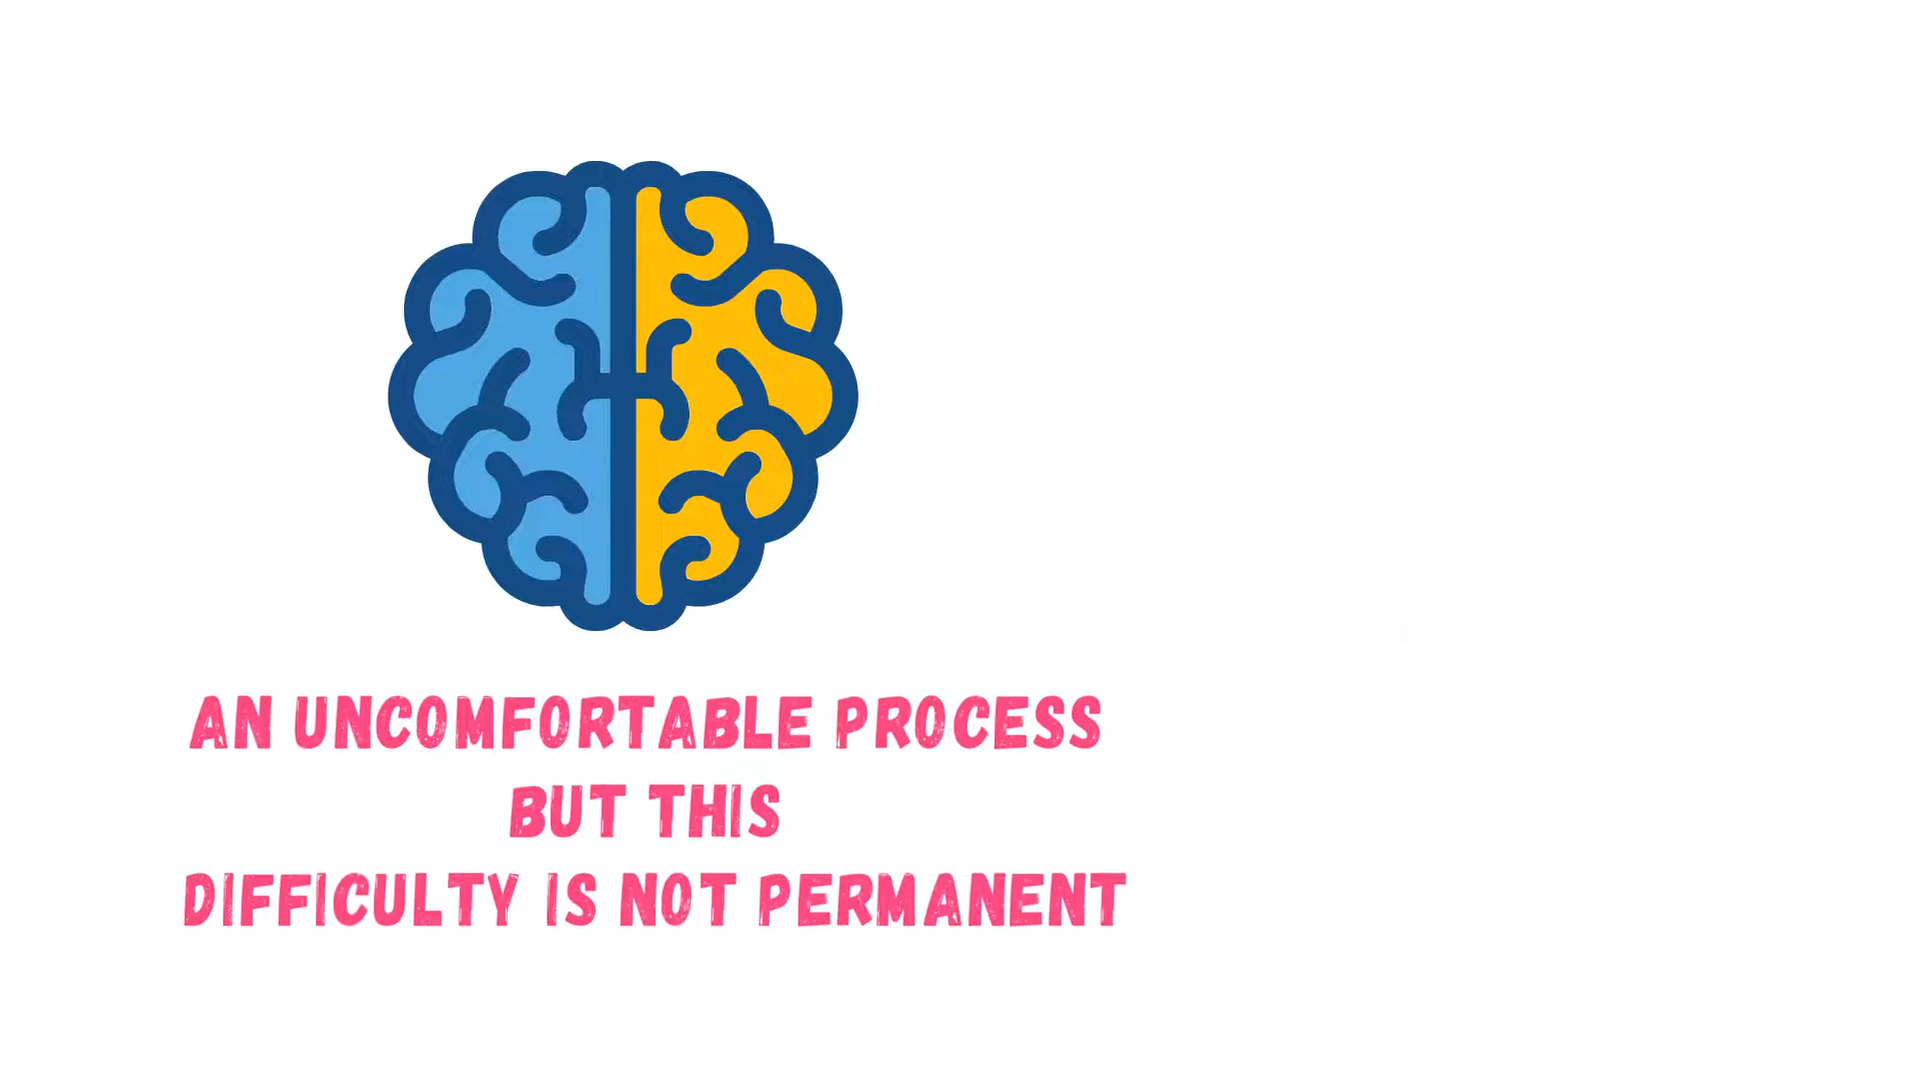 AN UNCOMFORTABLE PROCESS
BUT THIS
DIFFICULTY IS NOT PERMANENT